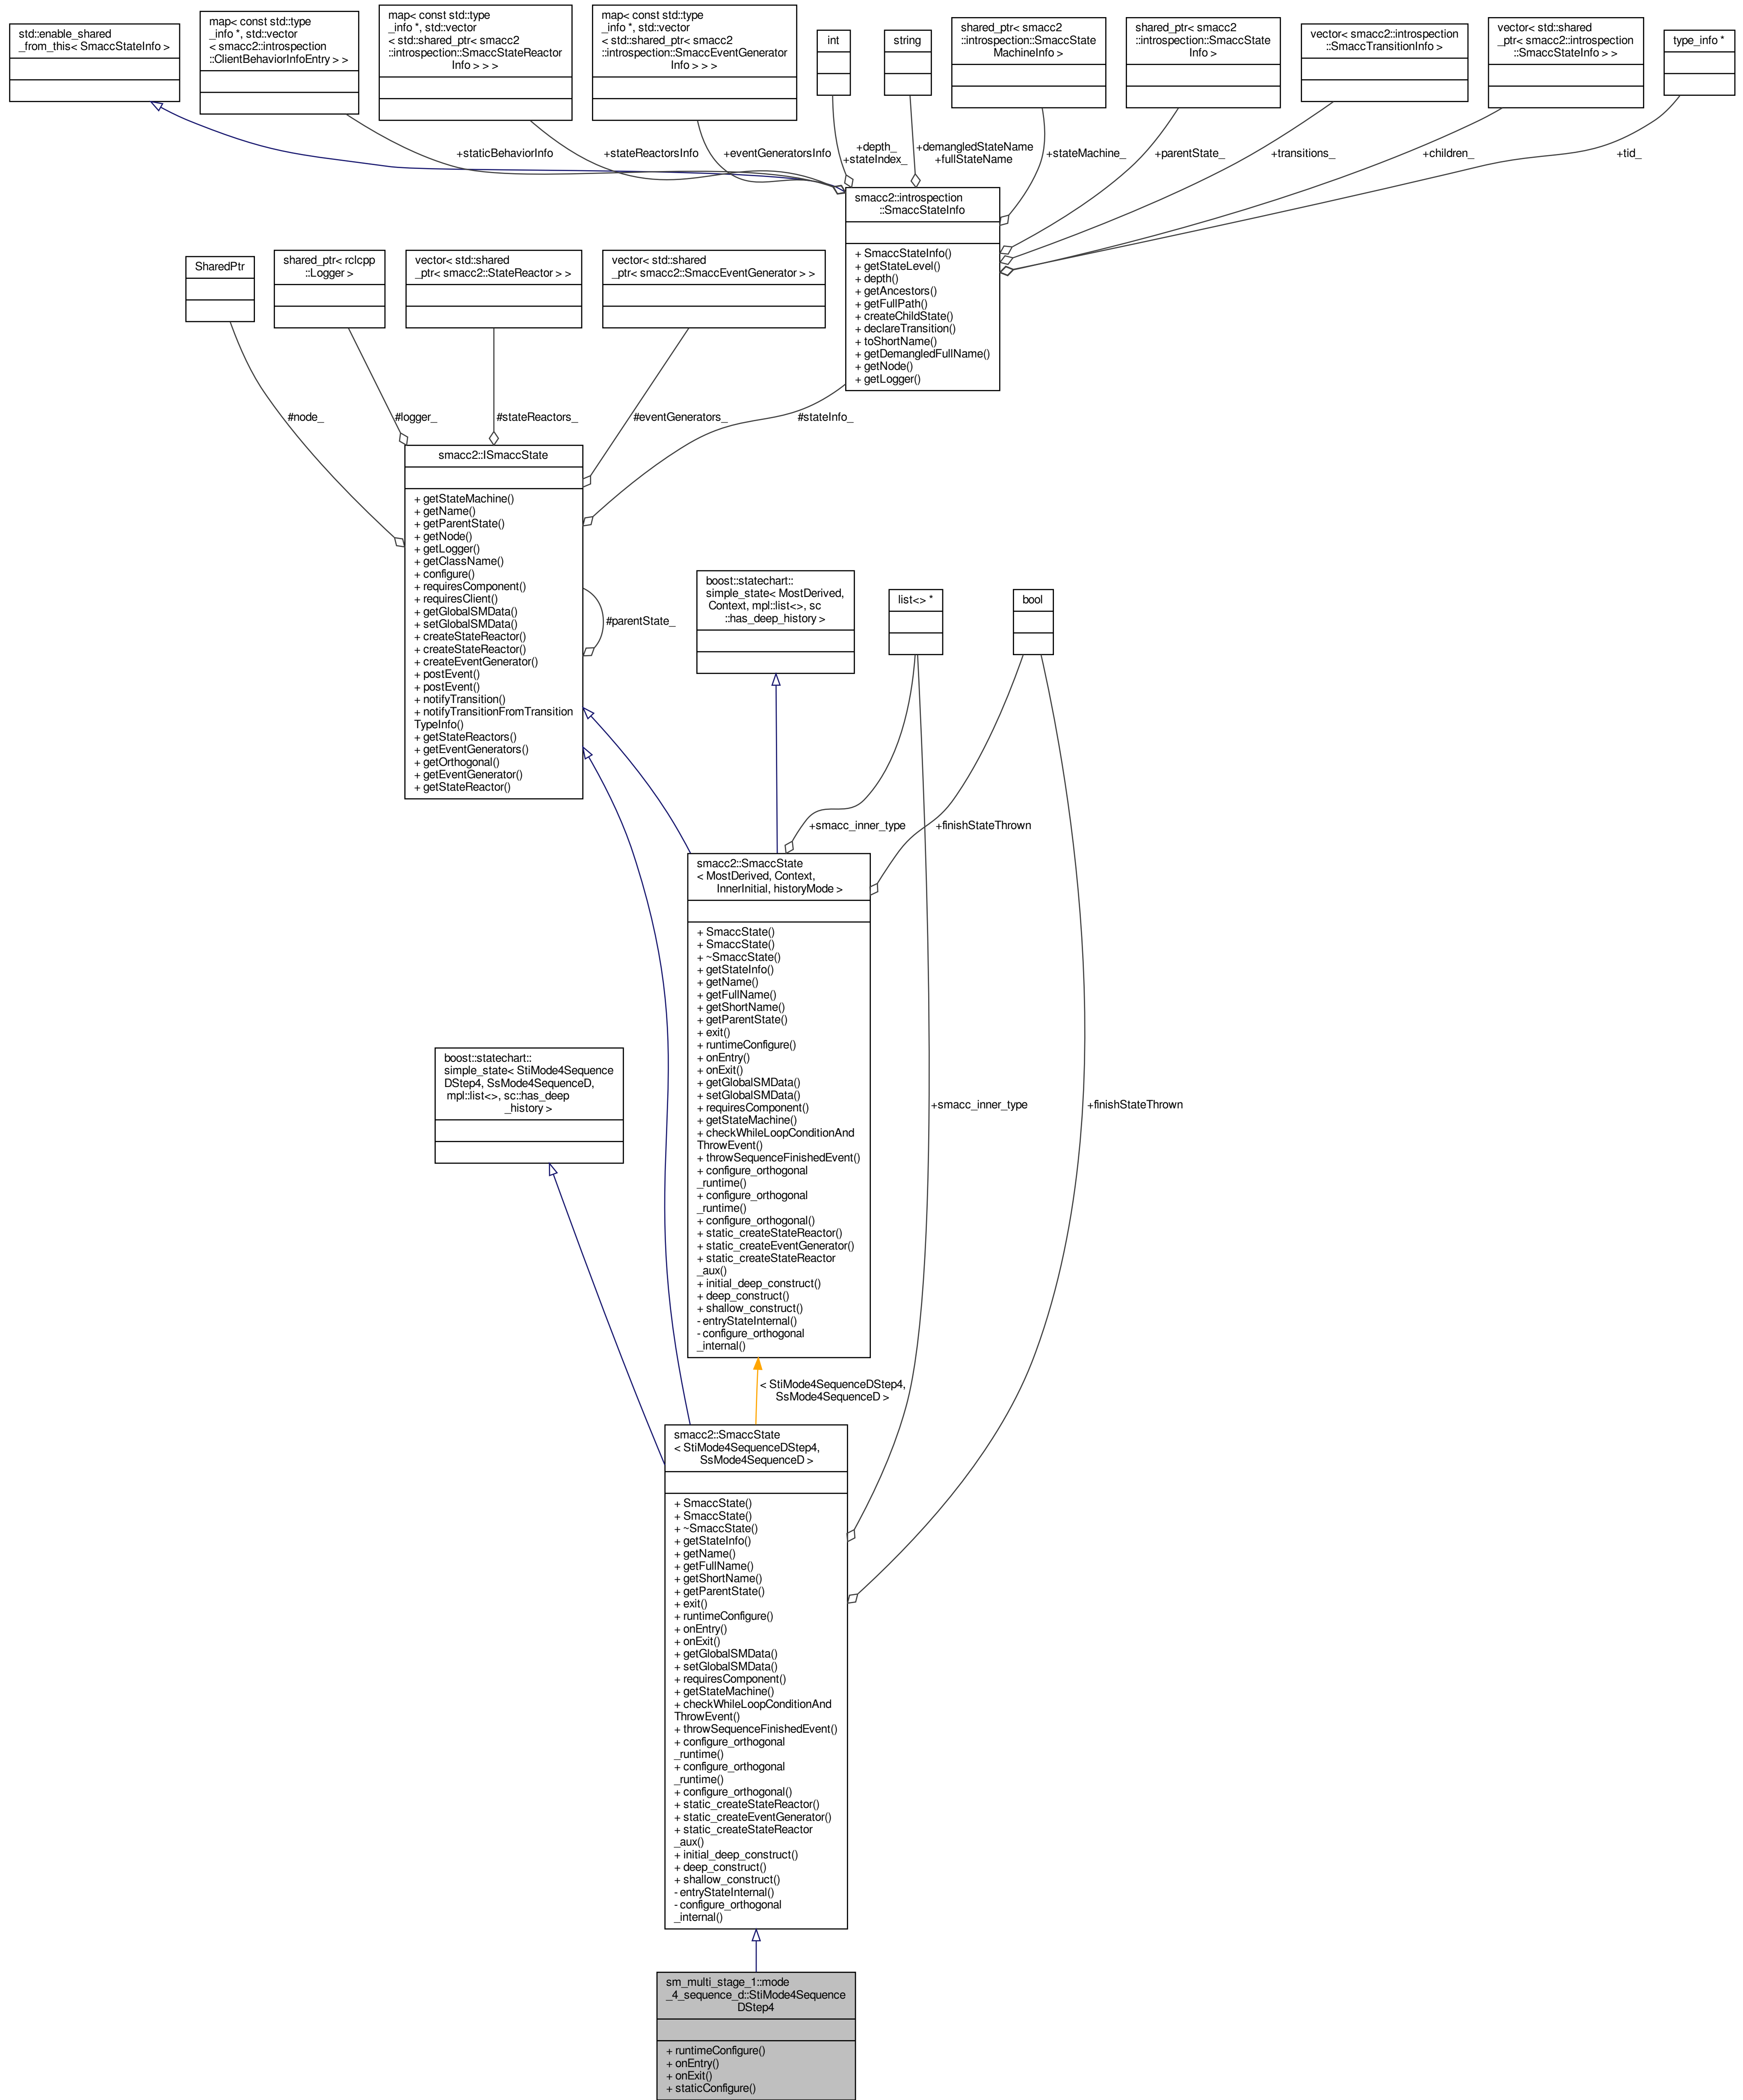 std::enable_shared
_from_this< SmaccStateInfo >
map< const std::type
_info *, std::vector
< smacc2::introspection
::ClientBehaviorInfoEntry > >
map< const std::type
_info *, std::vector
< std::shared_ptr< smacc2
::introspection::SmaccStateReactor
Info > > >
map< const std::type
_info *, std::vector
< std::shared_ptr< smacc2
::introspection::SmaccEventGenerator
Info > > >
int
string
shared_ptr< smacc2
::introspection::SmaccState
MachineInfo >
shared_ptr< smacc2
::introspection::SmaccState
Info >
vector< smacc2::introspection
::SmaccTransitionInfo >
vector< std::shared
_ptr< smacc2::introspection
::SmaccStateInfo > >
type_info *
+staticBehaviorInfo
+stateReactorsInfo
+eventGeneratorsInfo
+depth_
+stateIndex_
+demangledStateName
+fullStateName
+stateMachine_
+parentState_
+transitions_
+children_
+tid_
smacc2::introspection
::SmaccStateInfo
+ SmaccStateInfo()
+ getStateLevel()
+ depth()
+ getAncestors()
+ getFullPath()
+ createChildState()
+ declareTransition()
+ toShortName()
+ getDemangledFullName()
+ getNode()
+ getLogger()
SharedPtr
shared_ptr< rclcpp
::Logger >
vector< std::shared
_ptr< smacc2::StateReactor > >
vector< std::shared
_ptr< smacc2::SmaccEventGenerator > >
#node_
#logger_
#stateReactors_
#eventGenerators_
#stateInfo_
smacc2::ISmaccState
+ getStateMachine()
+ getName()
+ getParentState()
+ getNode()
+ getLogger()
+ getClassName()
+ configure()
+ requiresComponent()
+ requiresClient()
+ getGlobalSMData()
+ setGlobalSMData()
+ createStateReactor()
+ createStateReactor()
+ createEventGenerator()
+ postEvent()
+ postEvent()
+ notifyTransition()
+ notifyTransitionFromTransition
TypeInfo()
+ getStateReactors()
+ getEventGenerators()
+ getOrthogonal()
+ getEventGenerator()
+ getStateReactor()
#parentState_
boost::statechart::
simple_state< MostDerived,
Context, mpl::list<>, sc
::has_deep_history >
list<> *
bool
+smacc_inner_type
+finishStateThrown
smacc2::SmaccState
< MostDerived, Context,
InnerInitial, historyMode >
+ SmaccState()
+ SmaccState()
+ ~SmaccState()
+ getStateInfo()
+ getName()
+ getFullName()
+ getShortName()
+ getParentState()
+ exit()
+ runtimeConfigure()
+ onEntry()
+ onExit()
+ getGlobalSMData()
+ setGlobalSMData()
+ requiresComponent()
+ getStateMachine()
+ checkWhileLoopConditionAnd
ThrowEvent()
+ throwSequenceFinishedEvent()
+ configure_orthogonal
_runtime()
+ configure_orthogonal
_runtime()
+ configure_orthogonal()
+ static_createStateReactor()
+ static_createEventGenerator()
+ static_createStateReactor
_aux()
+ initial_deep_construct()
+ deep_construct()
+ shallow_construct()
- entryStateInternal()
- configure_orthogonal
_internal()
boost::statechart::
simple_state< StiMode4Sequence
DStep4, SsMode4SequenceD,
mpl::list<>, sc::has_deep
_history >
+smacc_inner_type
+finishStateThrown
< StiMode4SequenceDStep4,
SsMode4SequenceD >
smacc2::SmaccState
< StiMode4SequenceDStep4,
SsMode4SequenceD >
+ SmaccState()
+ SmaccState()
+ ~SmaccState()
+ getStateInfo()
+ getName()
+ getFullName()
+ getShortName()
+ getParentState()
+ exit()
+ runtimeConfigure()
+ onEntry()
+ onExit()
+ getGlobalSMData()
+ setGlobalSMData()
+ requiresComponent()
+ getStateMachine()
+ checkWhileLoopConditionAnd
ThrowEvent()
+ throwSequenceFinishedEvent()
+ configure_orthogonal
_runtime()
+ configure_orthogonal
_runtime()
+ configure_orthogonal()
+ static_createStateReactor()
+ static_createEventGenerator()
+ static_createStateReactor
_aux()
+ initial_deep_construct()
+ deep_construct()
+ shallow_construct()
- entryStateInternal()
- configure_orthogonal
_internal()
sm_multi_stage_1::mode
_4_sequence_d::StiMode4Sequence
DStep4
+ runtimeConfigure()
+ onEntry()
+ onExit()
+ staticConfigure()